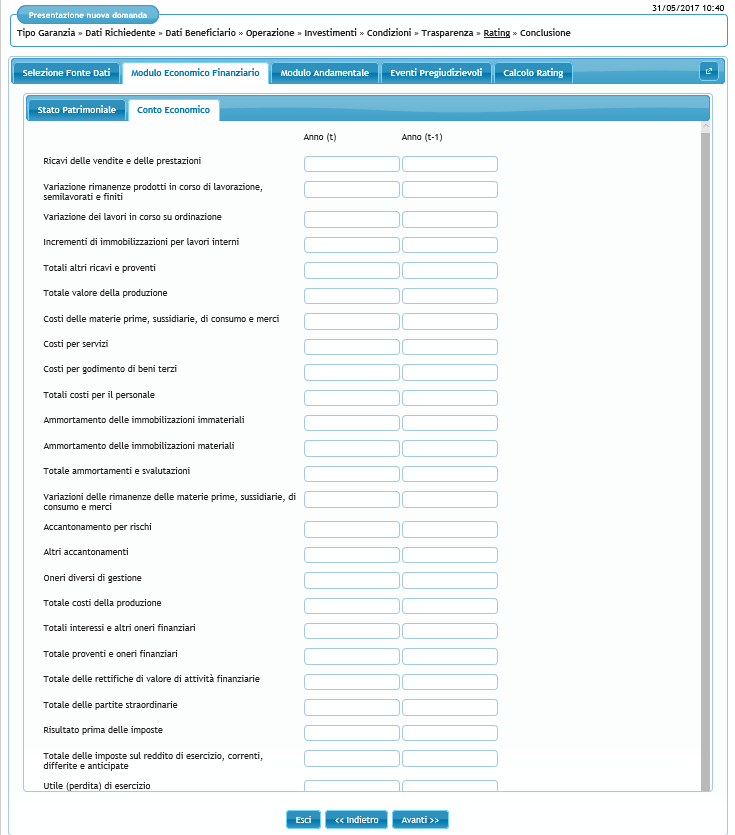 Presentazione nuova domanda
31/05/2017 10:40
Tipo Garanzia » Dati Richiedente » Dati Beneficiario » Operazione » Investimenti » Condizioni » Trasparenza » Rating » Conclusione
Selezione Fonte Dati Modulo Economico Finanziario Modulo Andamentale Eventi Pregiudizievoli Calcolo Rating
Stato Patrimoniale Conto Economico
Anno (t) Anno (t-1)
Ricavi delle vendite e delle prestazioni
Variazione rimanenze prodotti in corso di lavorazione,
semilavorati e finiti
Variazione dei lavori in corso su ordinazione
Incrementi di immobilizzazioni per lavori interni
Totali altri ricavi e proventi
Totale valore della produzione
Costi delle materie prime, sussidiarie, di consumo e merci
Costi per servizi
Costi per godimento di beni terzi
Totali costi per il personale
Ammortamento delle immobilizazioni immateriali
Ammortamento delle immobilizazioni materiali
Totale ammortamenti e svalutazioni
Variazioni delle rimanenze delle materie prime, sussidiarie, di
consumo e merci
Accantonamento per rischi
Altri accantonamenti
Oneri diversi di gestione
Totale costi della produzione
Totali interessi e altri oneri finanziari
Totale proventi e oneri finanziari
Totale delle rettifiche di valore di attività finanziarie
Totale delle partite straordinarie
Risultato prima delle imposte
Totale delle imposte sul reddito di esercizio, correnti,
differite e anticipate
Utile (perdita) di esercizio
Esci << Indietro Avanti >>